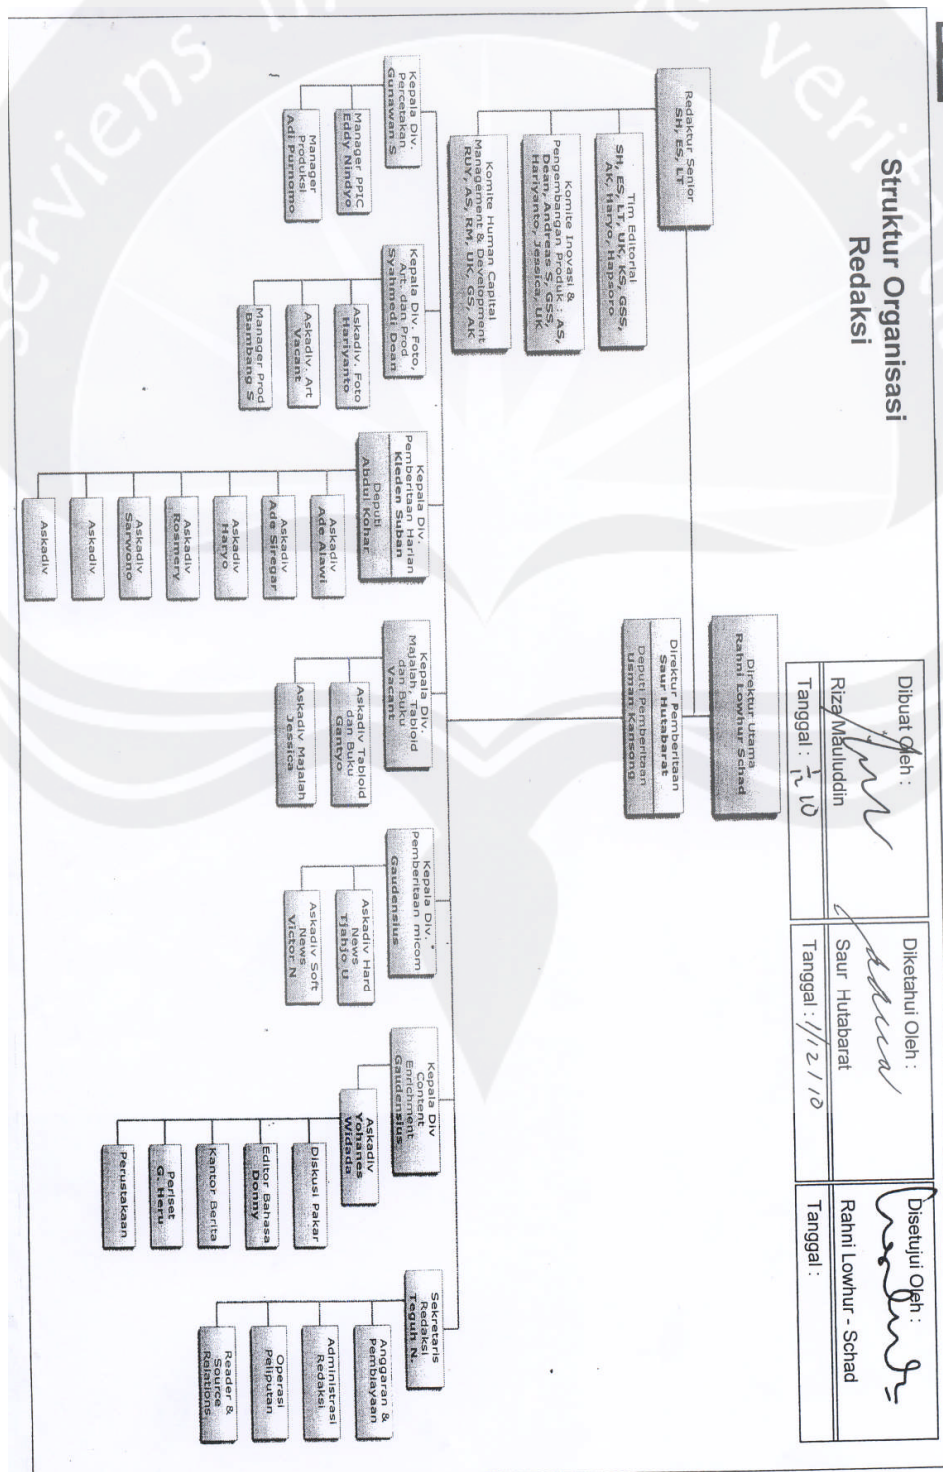 Struktur Organisasi
Redaksi
Dibuat Oleh :
Riza Mauluddin
Tanggal :
Diketahui Oleh :
Saur Hutabarat
Tanggal : 1/12/10
Disetujui Oleh :
Rahni Lowhur - Schad
Tanggal :
Direktur Utama
Rahni Lowhur Schad
Redaktur Senior
SH, ES, LT
Direktur Pemberitaan
Saur Hutabarat
Deputi Pemberitaan
Usman Kansong
Tim Editorial
SH, ES, LT, UK, KS, GSS,
AK, Haryo, Hapsoro
Komite Inovasi &
Pengembangan Produk : AS,
Dean, Andreas S, GSS,
Hariyanto, Jessica, UK
Komite Human Capital
Management & Development
RUY, AS, RM, UK, GS, AK
Kepala Div.
Percetakan
Gunawan S
Manager PPIC
Eddy Nindyo
Manager
Produksi
Adi Purnomo
Kepala Div. Foto,
Art. dan Prod
Syahmedi Dean
Askadiv. Foto
Hariyanto
Askadiv. Art
Vacant
Manager Prod
Bambang S
Kepala Div.
Pemberitaan Harian
Kleden Suban
Deputi
Abdul Kohar
Askadiv
Ade Alawi
Askadiv
Ade Siregar
Askadiv
Haryo
Askadiv
Rosmery
Askadiv
Sarwono
Askadiv
Askadiv
Kepala Div.
Majalah, Tabloid
dan Buku
Vacant
Askadiv Tabloid
dan Buku
Gantyo
Askadiv Majalah
Jessica
Kepala Div.
Pemberitaan micom
Gaudensius
Askadiv Hard
News
Tjahjo U
Askadiv Soft
News
Victor N
Kepala Div
Content
Enrichment
Gaudensius
Askadiv
Yohanes
Widada
Diskusi Pakar
Editor Bahasa
Donny
Kantor Berita
Periset
G. Heru
Perustakaan
Sekretaris
Redaksi
Teguh N.
Anggaran &
Pembiayaan
Administrasi
Redaksi
Operasi
Peliputan
Reader &
Source
Relations